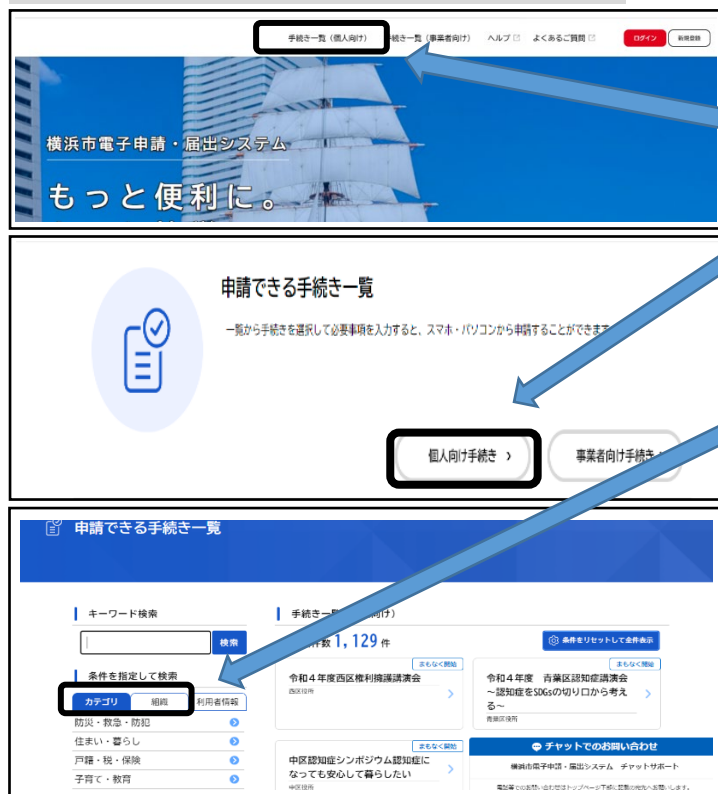 手続き一覧（個人向け）
続き一覧（事業者向け）
ヘルプ
よくあるご質問
ログイン
新規登録
横浜市電子申請・届出システム
もっと便利に。
申請できる手続き一覧
一覧から手続きを選択して必要事項を入力すると、スマホ・パソコンから申請することができます
個人向け手続き
事業者向け手続き
申請できる手続き一覧
キーワード検索
検索
条件を指定して検索
カテゴリ
組織
利用者情報
防災・救急・防犯
住まい・暮らし
戸籍・税・保険
子育て・教育
手続き一
向け）
件数 1,129 件
条件をリセットして全件表示
まもなく開始
令和４年度西区権利擁護講演会
西区役所
まもなく開始
令和４年度　青葉区認知症講演会
～認知症をSDGsの切り口から考え
る～
青葉区役所
まもなく開始
中区認知症シンポジウム認知症に
なっても安心して暮らしたい
中区役所
チャットでのお問い合わせ
横浜市電子申請・届出システム　チャットサポート